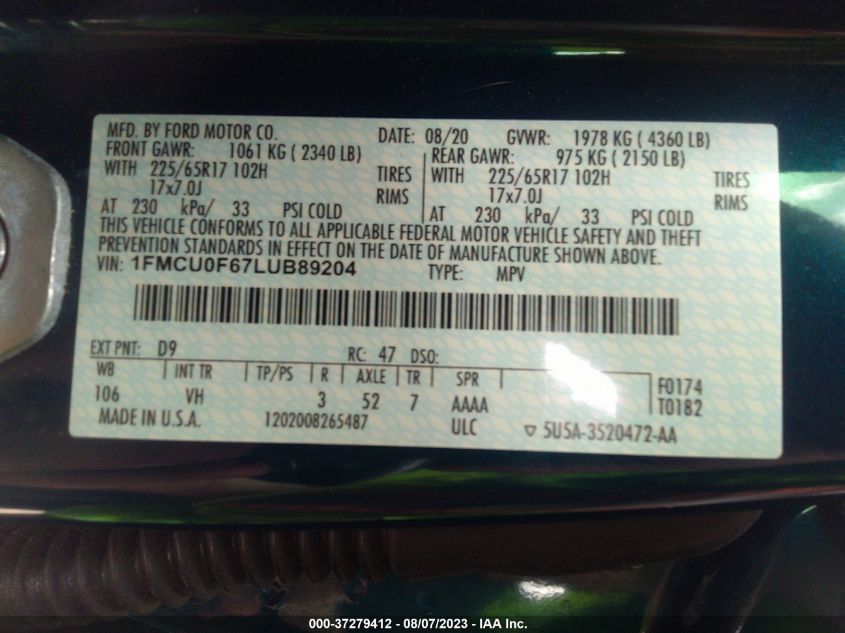 MFD. BY FORD MOTOR CO. DATE: 08/20 GVWR: 1978 KG ( 4360 LB)
FRONT GAWR: 1061 KG ( 2340 LB) REAR GAWR: 975 KG ( 2150 LB)
WITH 225/65R17 102H TIRES WITH 225/65R17 102H TIRES
17x7.0J RIMS 17x7.0J RIMS
AT 230 kPa/ 33 PSI COLD AT 230 kPa/ 33 PSI COLD
THIS VEHICLE CONFORMS TO ALL APPLICABLE FEDERAL MOTOR VEHICLE SAFETY AND THEFT
PREVENTION STANDARDS IN EFFECT ON THE DATE OF MANUFACTURE SHOWN ABOVE.
VIN: 1FMCU0F67LUB89204 TYPE: MPV
EXT PNT: D9 RC: 47 DSO:
WB INT TR TP/PS R AXLE TR SPR F0174
106 VH 3 52 7 AAAA T0182
MADE IN U.S.A. 1202008265487 ULC ▽ 5U5A-3520472-AA
000-37279412 - 08/07/2023 - © IAA Inc.